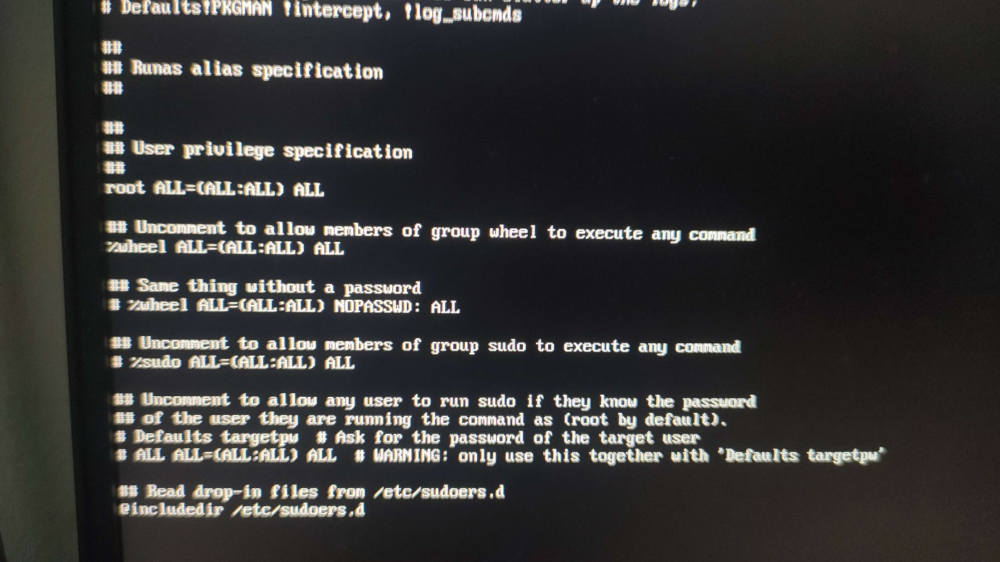 # Defaults!PKGMAN !intercept, !log_subcmds
##
## Runas alias specification
##
##
## User privilege specification
##
root ALL=(ALL:ALL) ALL
## Uncomment to allow members of group wheel to execute any command
%wheel ALL=(ALL:ALL) ALL
## Same thing without a password
# %wheel ALL=(ALL:ALL) NOPASSWD: ALL
## Uncomment to allow members of group sudo to execute any command
# %sudo ALL=(ALL:ALL) ALL
## Uncomment to allow any user to run sudo if they know the password
## of the user they are running the command as (root by default).
# Defaults targetpw  # Ask for the password of the target user
# ALL ALL=(ALL:ALL) ALL  # WARNING: only use this together with 'Defaults targetpw'
## Read drop-in files from /etc/sudoers.d
@includedir /etc/sudoers.d